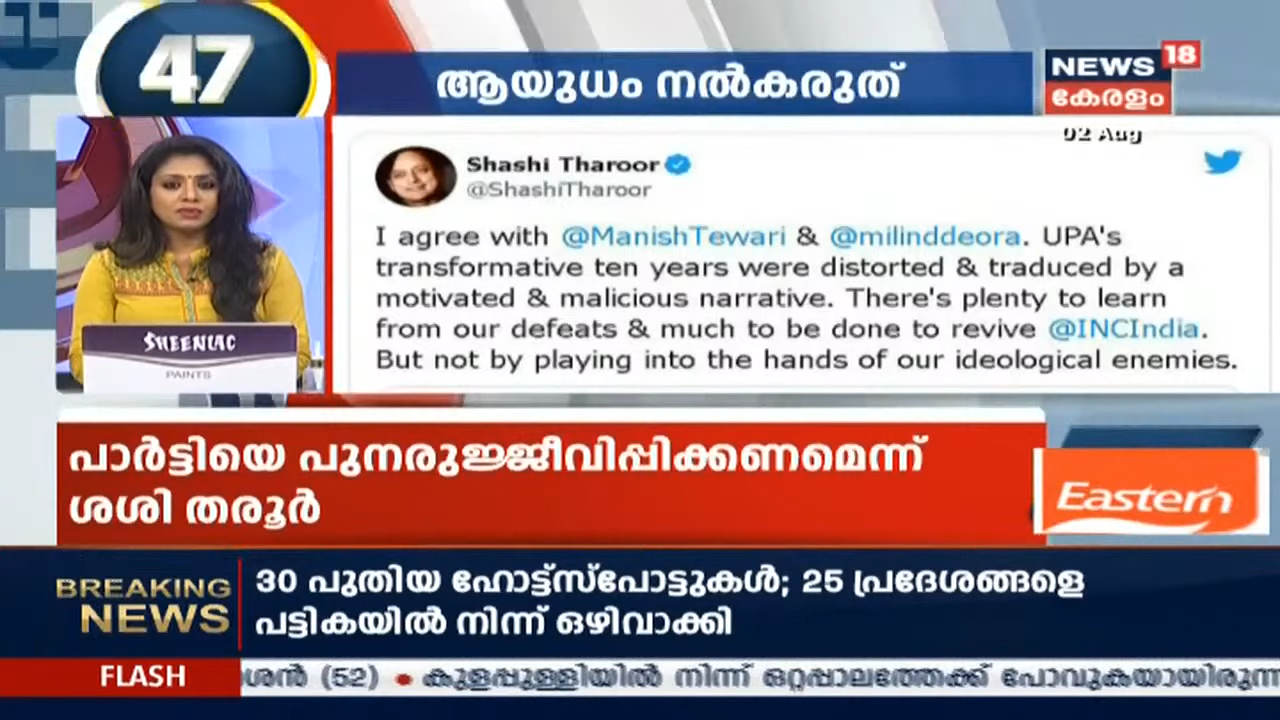 47
ആയുധം നൽകരുത്
NEWS 18
കേരളം
02 Aug
Shashi Tharoor
@ShashiTharoor
I agree with @ManishTewari & @milinddeora. UPA's
transformative ten years were distorted & traduced by a
motivated & malicious narrative. There's plenty to learn
from our defeats & much to be done to revive @INCIndia.
But not by playing into the hands of our ideological enemies.
SHEENLAC
PAINTS
പാർട്ടിയെ പുനരുജ്ജീവിപ്പിക്കണമെന്ന്
ശശി തരൂർ
Eastern
BREAKING
NEWS
30 പുതിയ ഹോട്ട്സ്പോട്ടുകൾ; 25 പ്രദേശങ്ങളെ
പട്ടികയിൽ നിന്ന് ഒഴിവാക്കി
FLASH
ശൻ (52) • കുളപ്പുള്ളിയിൽ നിന്ന് ഒറ്റപ്പാലത്തേക്ക്